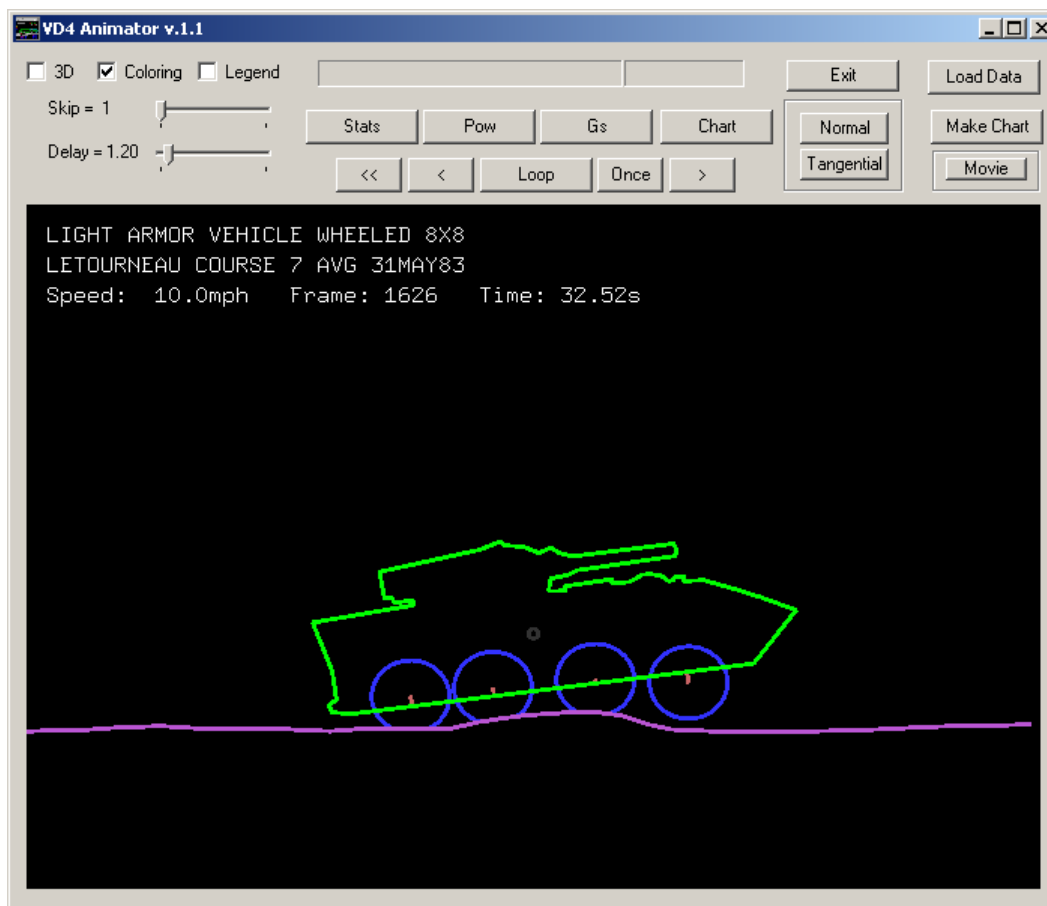 VD4 Animator v.1.1
3D Coloring Legend Exit Load Data
Skip = 1
Stats Pow Gs Chart Normal Make Chart
Delay = 1.20
<< < Loop Once > Tangential Movie
LIGHT ARMOR VEHICLE WHEELED 8X8
LETOURNEAU COURSE 7 AVG 31MAY83
Speed: 10.0mph Frame: 1626 Time: 32.52s